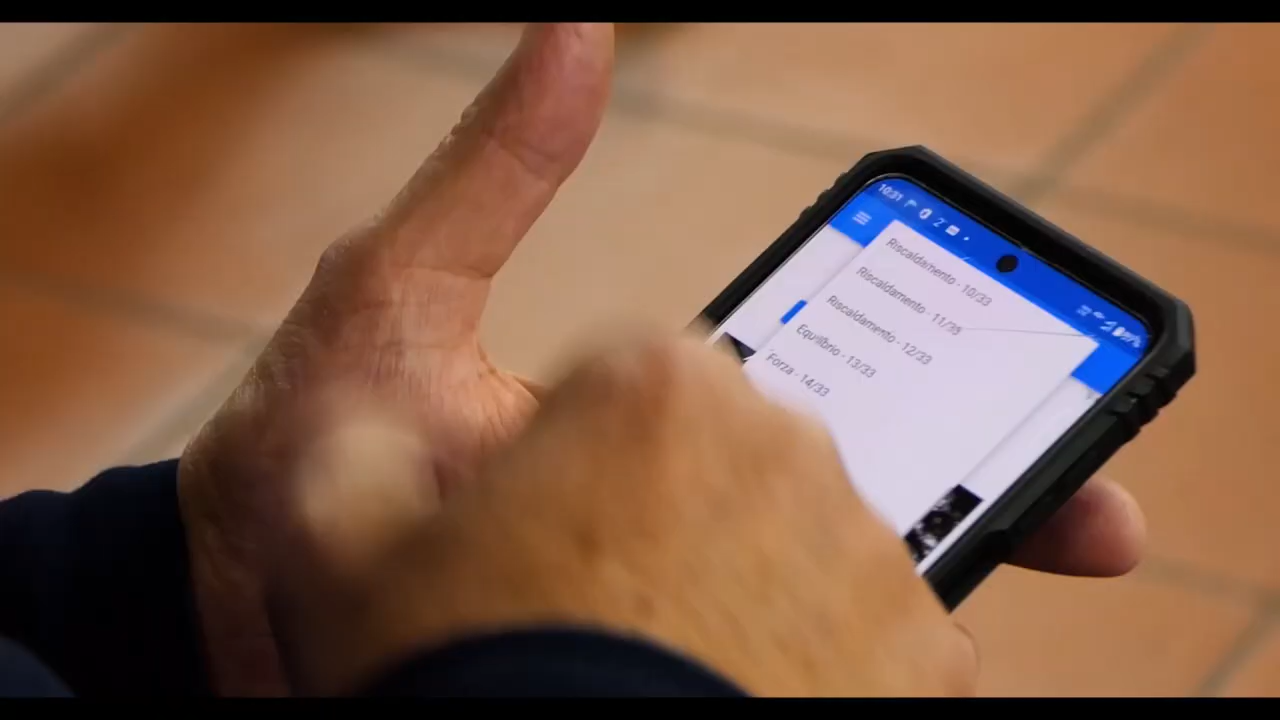 10:31
Riscaldamento - 10/33
Riscaldamento - 11/33
Riscaldamento - 12/33
Equilibrio - 13/33
Forza - 14/33